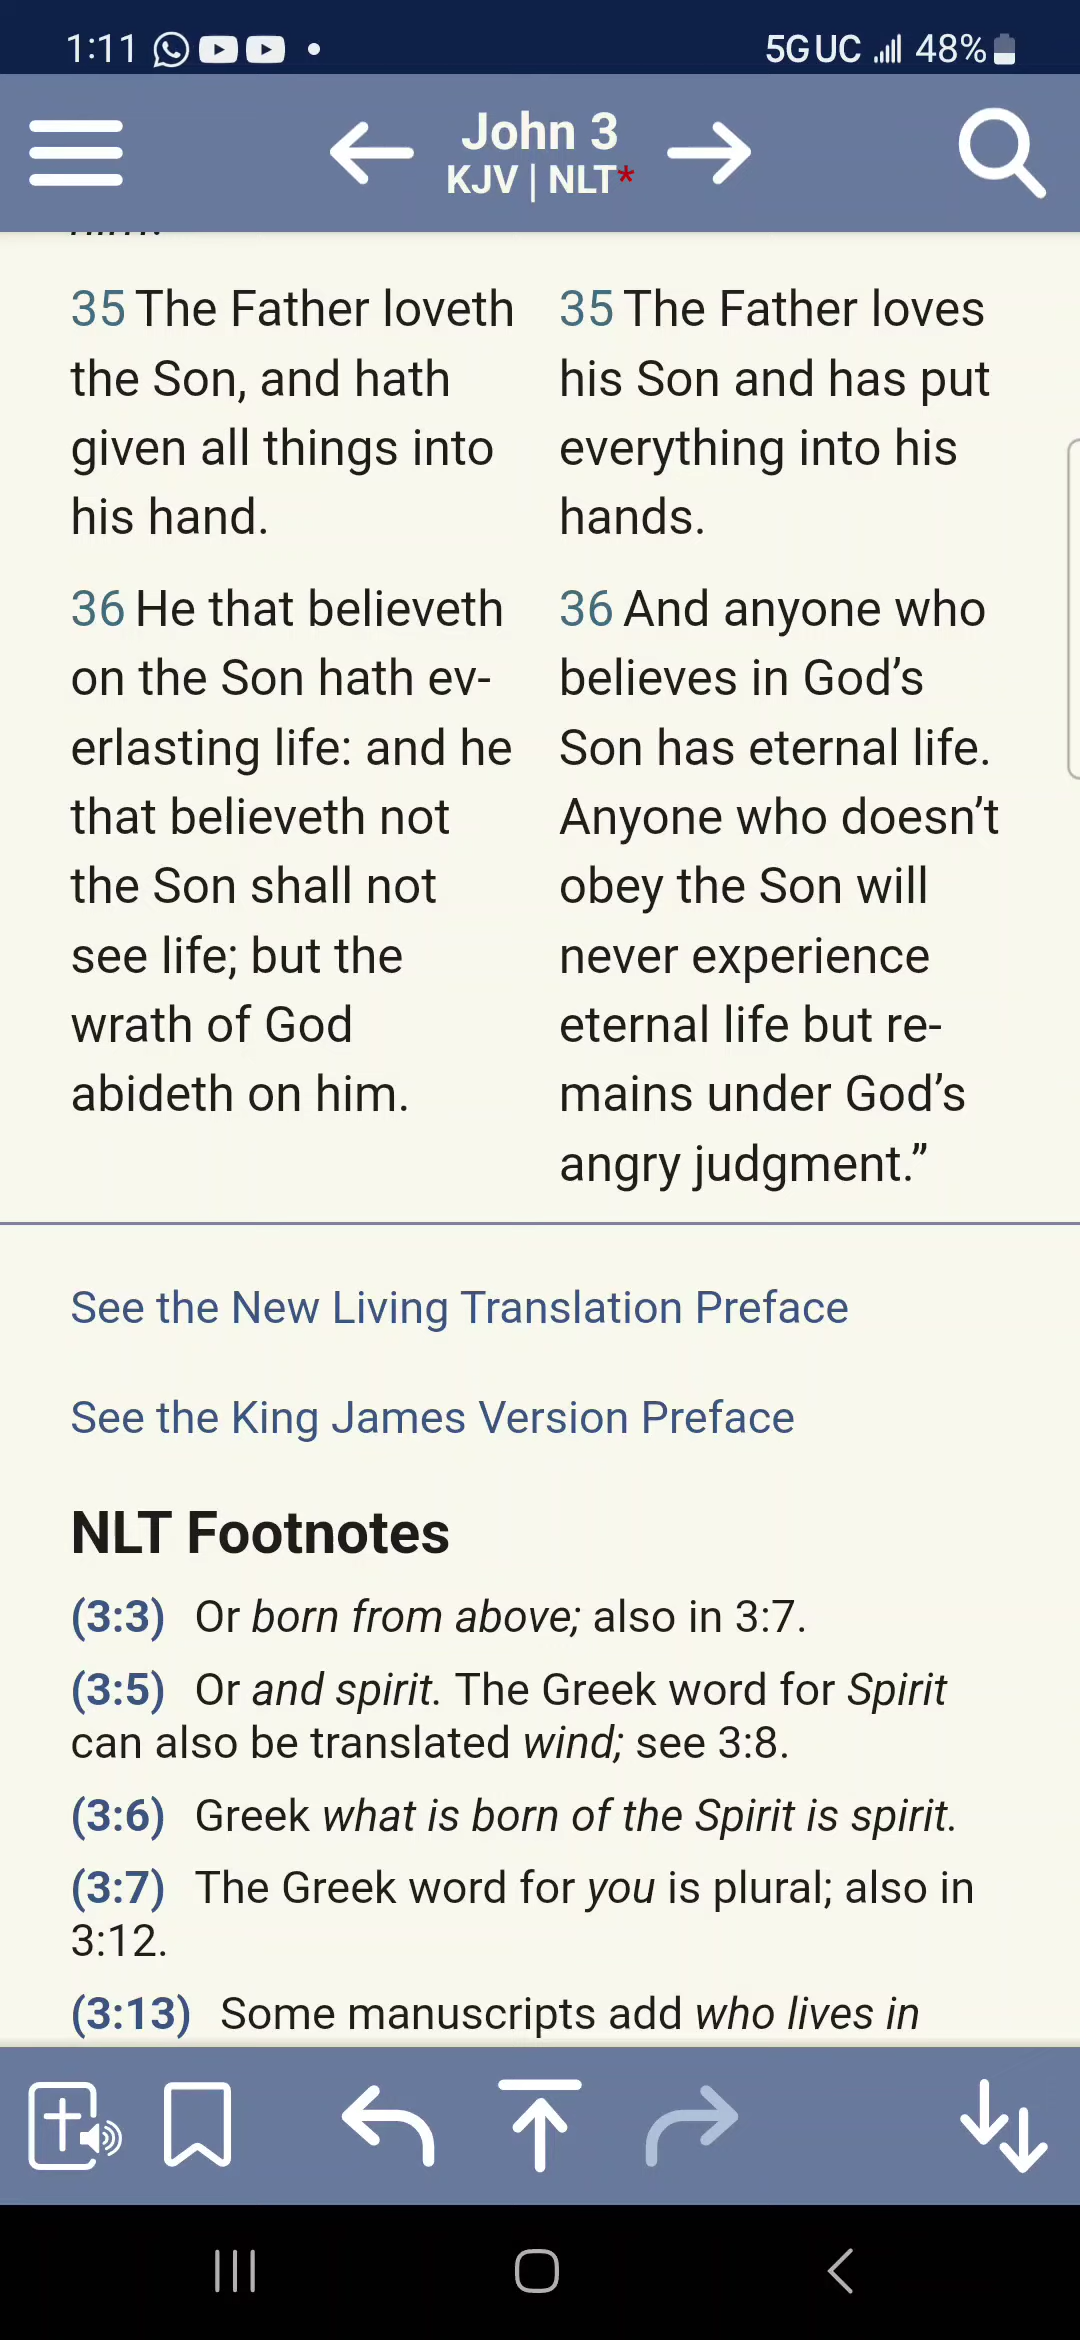 1:11
5G UC 48%
John 3
KJV | NLT*
35 The Father loveth
the Son, and hath
given all things into
his hand.
36 He that believeth
on the Son hath ev-
erlasting life: and he
that believeth not
the Son shall not
see life; but the
wrath of God
abideth on him.
35 The Father loves
his Son and has put
everything into his
hands.
36 And anyone who
believes in God’s
Son has eternal life.
Anyone who doesn’t
obey the Son will
never experience
eternal life but re-
mains under God’s
angry judgment.”
See the New Living Translation Preface
See the King James Version Preface
NLT Footnotes
(3:3) Or born from above; also in 3:7.
(3:5) Or and spirit. The Greek word for Spirit
can also be translated wind; see 3:8.
(3:6) Greek what is born of the Spirit is spirit.
(3:7) The Greek word for you is plural; also in
3:12.
(3:13) Some manuscripts add who lives in